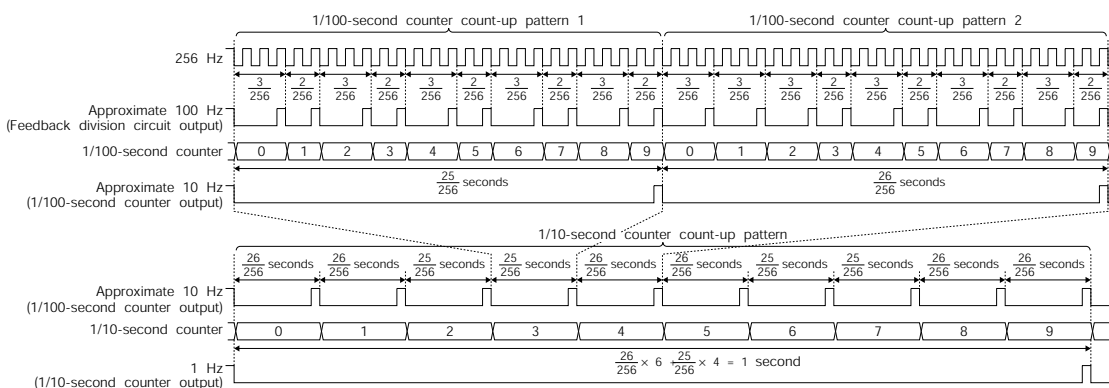 1/100-second counter count-up pattern 1 1/100-second counter count-up pattern 2
256 Hz
3/256 2/256 3/256 2/256 3/256 2/256 3/256 2/256 3/256 2/256 3/256 3/256 3/256 2/256 3/256 2/256 3/256 2/256 3/256 2/256
Approximate 100 Hz
(Feedback division circuit output)
1/100-second counter 0 1 2 3 4 5 6 7 8 9 0 1 2 3 4 5 6 7 8 9
25/256 seconds 26/256 seconds
Approximate 10 Hz
(1/100-second counter output)
1/10-second counter count-up pattern
26/256 seconds 26/256 seconds 25/256 seconds 25/256 seconds 26/256 seconds 26/256 seconds 25/256 seconds 25/256 seconds 26/256 seconds 26/256 seconds
Approximate 10 Hz
(1/100-second counter output)
1/10-second counter 0 1 2 3 4 5 6 7 8 9
26/256 × 6 + 25/256 × 4 = 1 second
1 Hz
(1/10-second counter output)